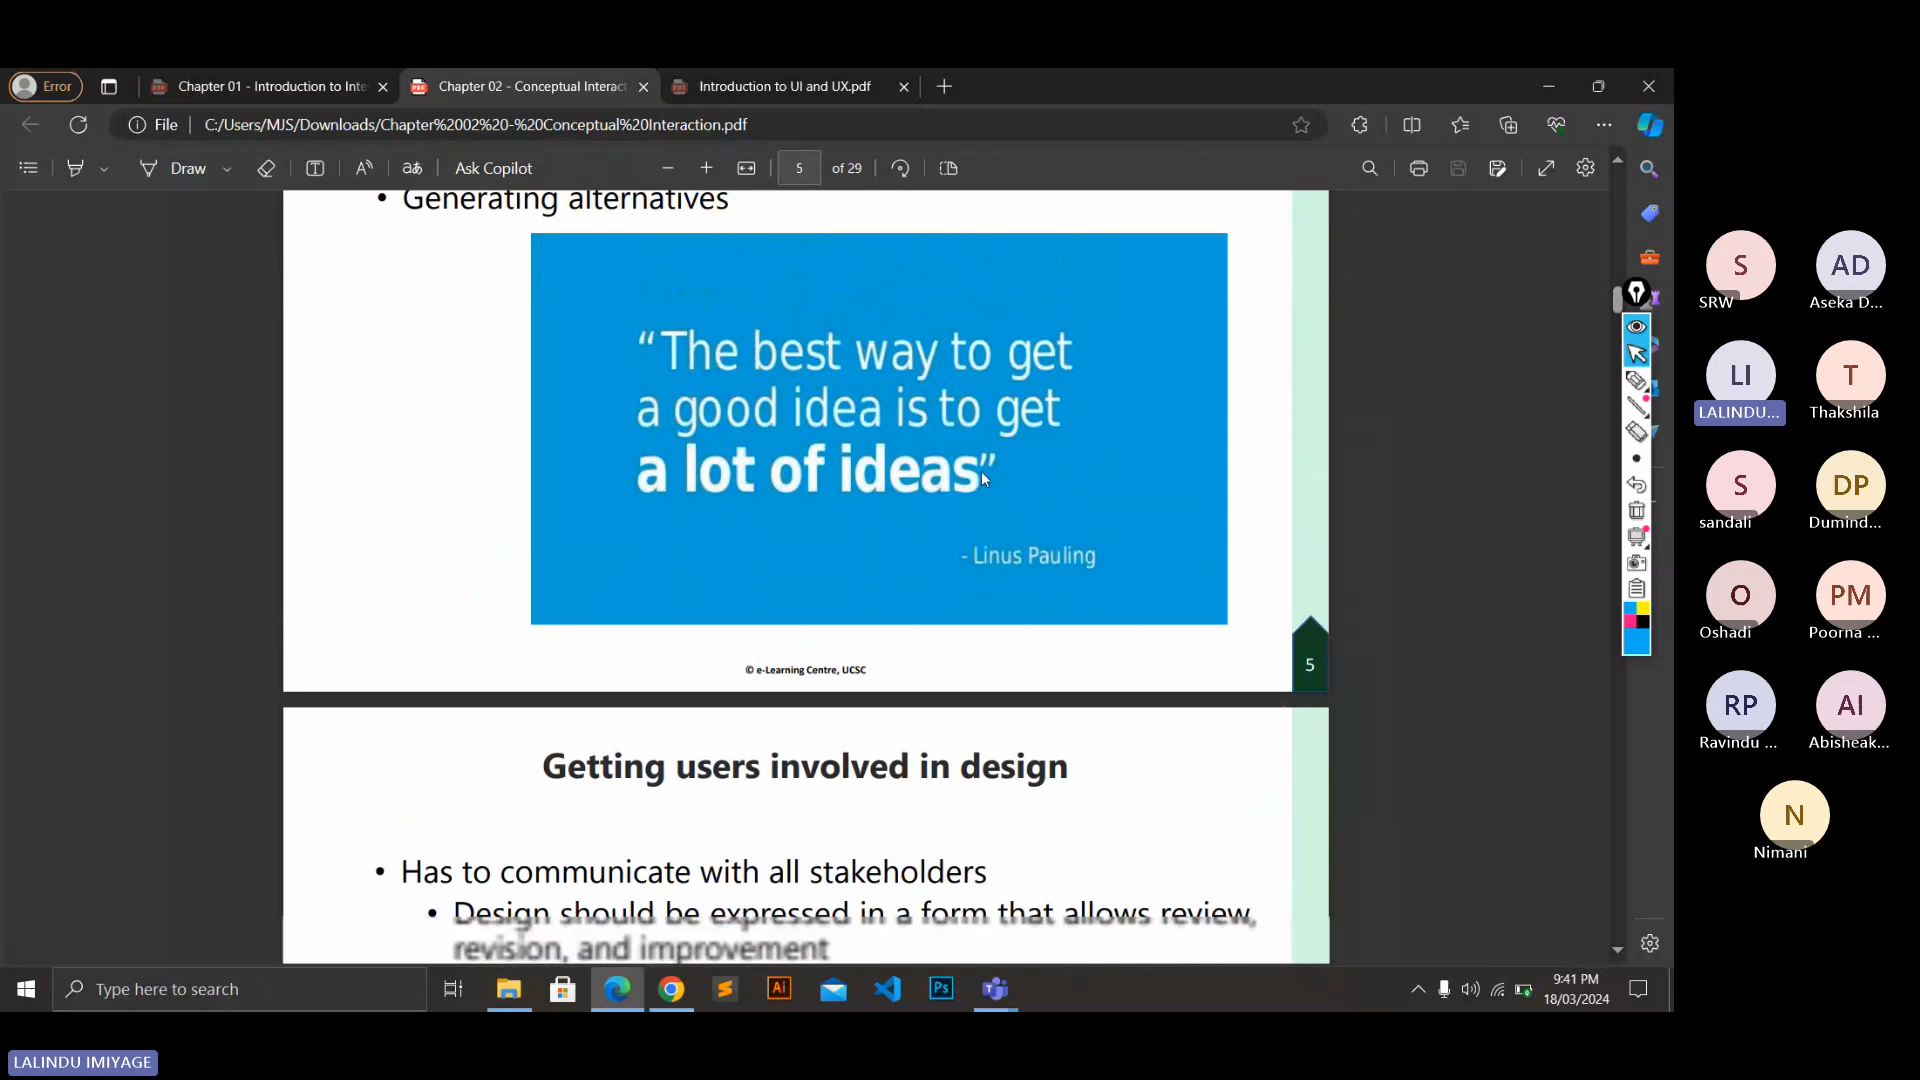 Error
Chapter 01 - Introduction to Inte
Chapter 02 - Conceptual Interact
Introduction to UI and UX.pdf
File
C:/Users/MJS/Downloads/Chapter%2002%20-%20Conceptual%20Interaction.pdf
Draw
Ask Copilot
5
of 29
• Generating alternatives
“The best way to get
a good idea is to get
a lot of ideas”
- Linus Pauling
© e-Learning Centre, UCSC
5
Getting users involved in design
• Has to communicate with all stakeholders
• Design should be expressed in a form that allows review,
revision, and improvement
Type here to search
Ai
Ps
9:41 PM
18/03/2024
S
SRW
AD
Aseka D...
LI
LALINDU...
T
Thakshila
S
sandali
DP
Dumind...
O
Oshadi
PM
Poorna ...
RP
Ravindu ...
AI
Abisheak...
N
Nimani
LALINDU IMIYAGE